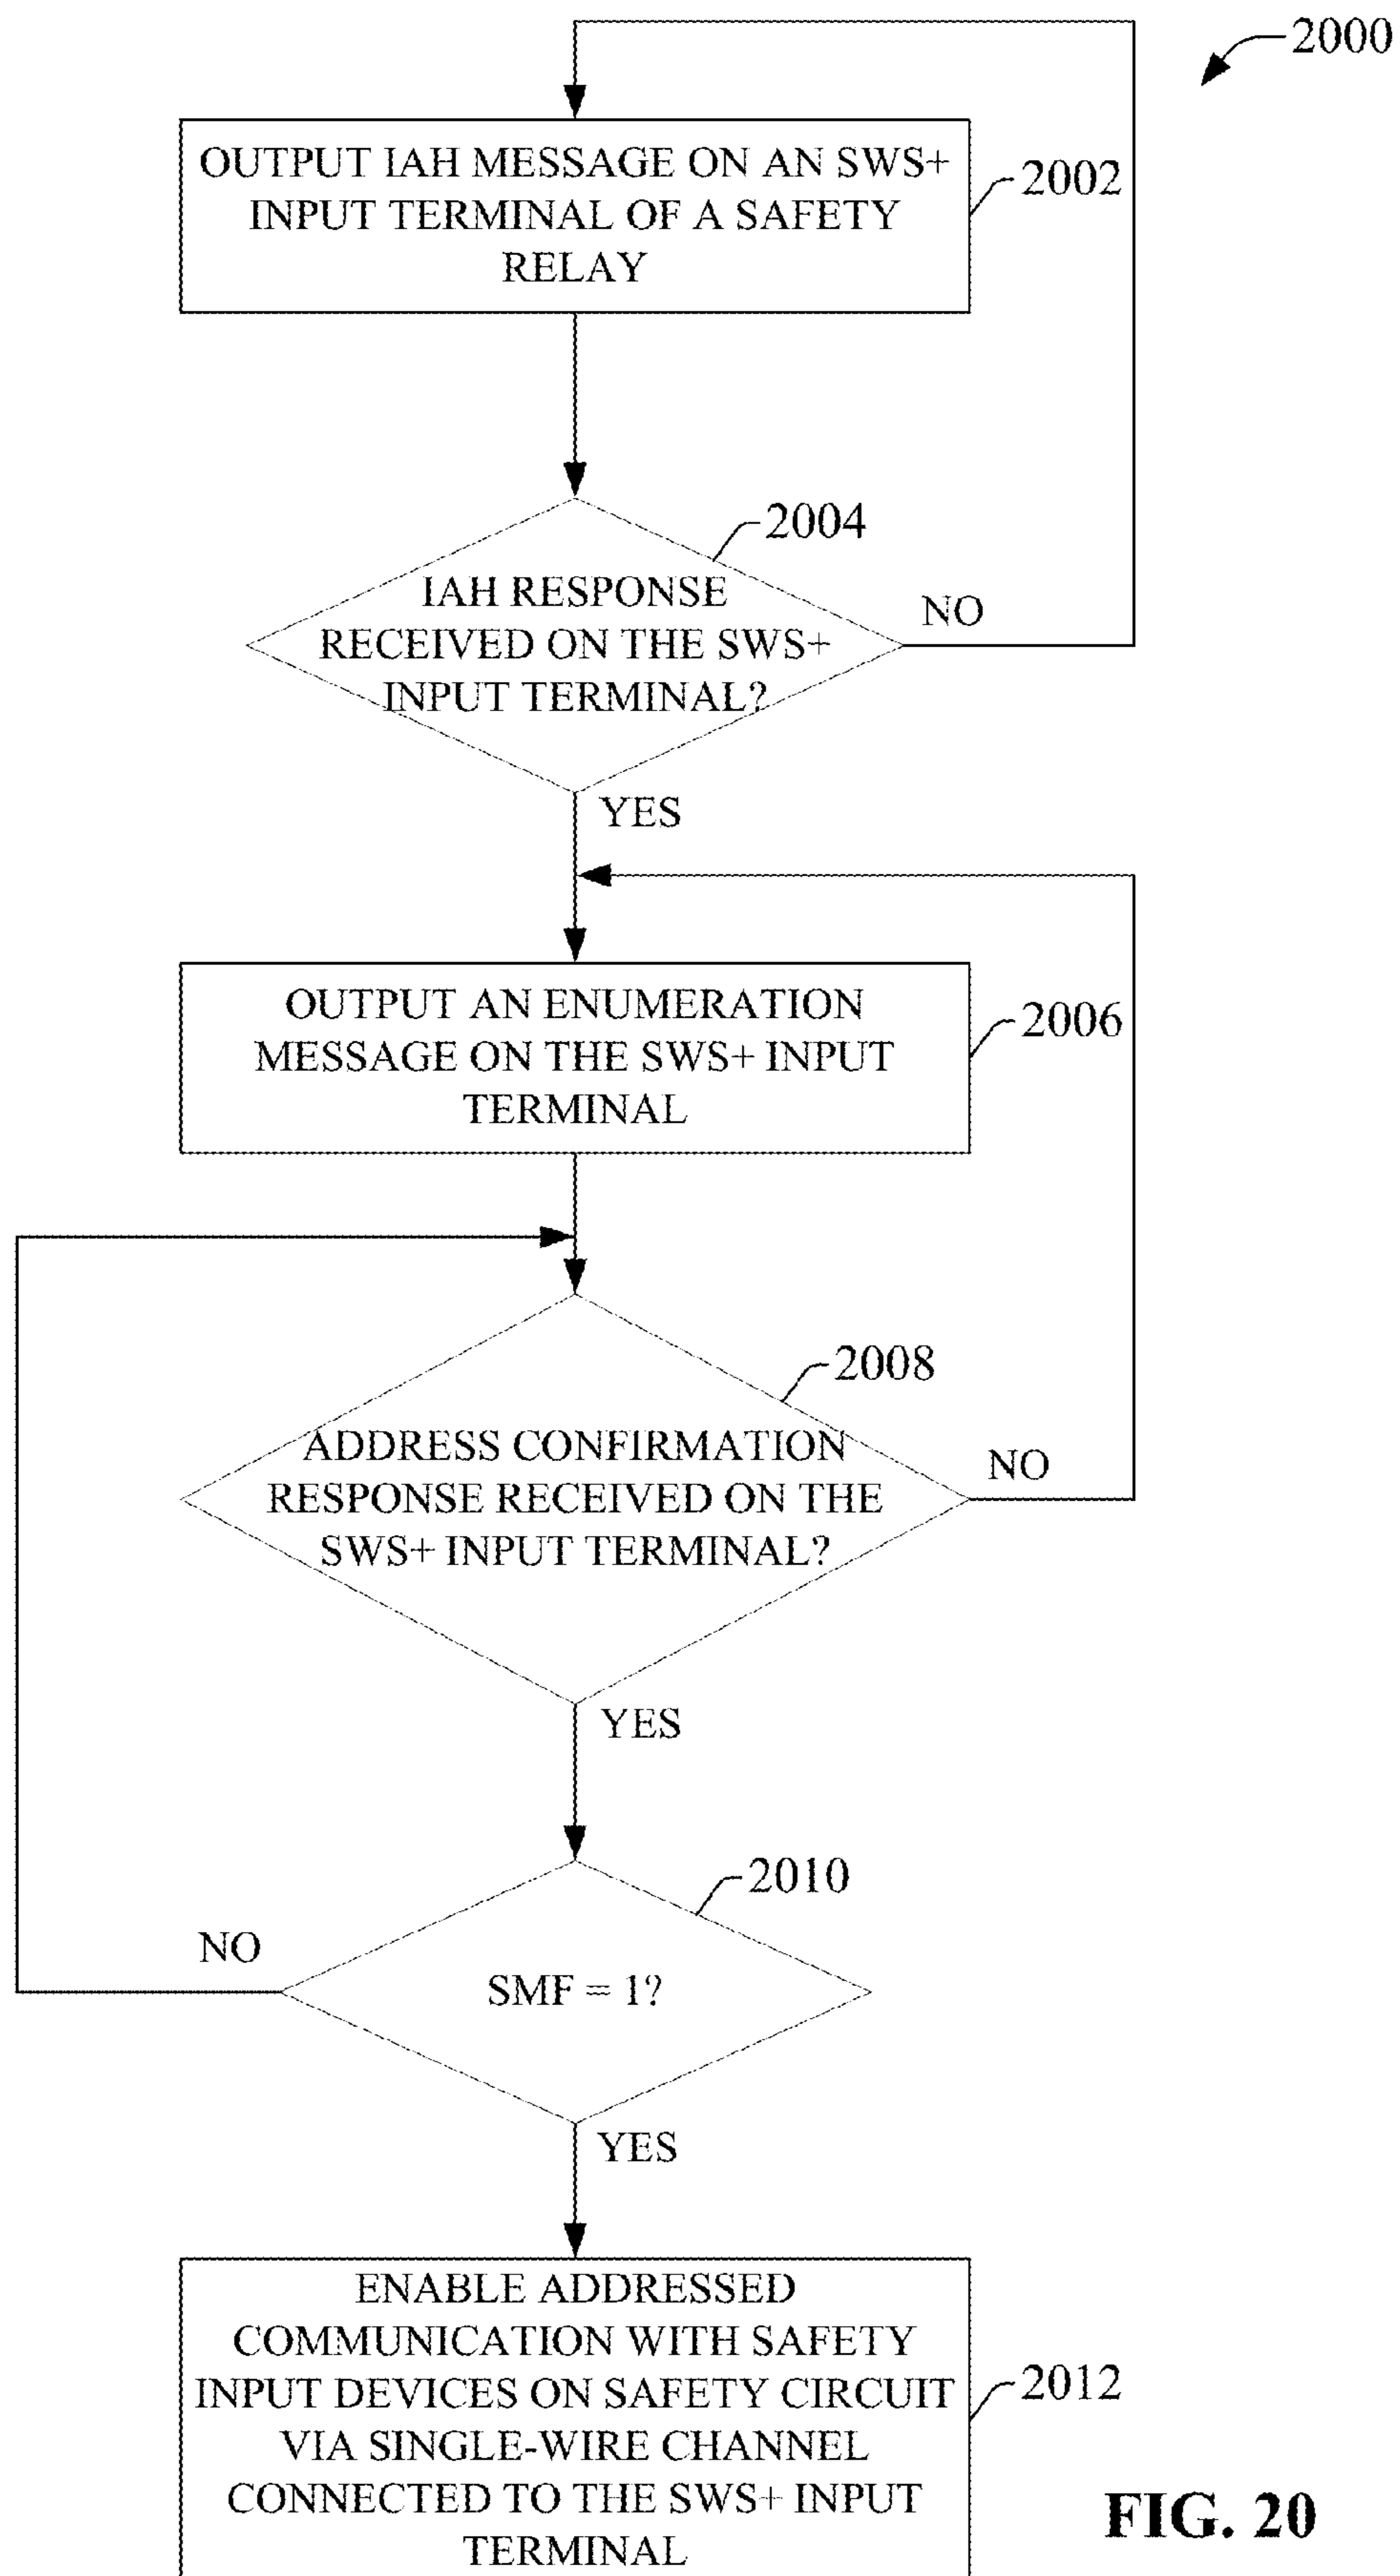 2000
OUTPUT IAH MESSAGE ON AN SWS+
INPUT TERMINAL OF A SAFETY
RELAY
2002
2004
IAH RESPONSE
RECEIVED ON THE SWS+
INPUT TERMINAL?
NO
YES
OUTPUT AN ENUMERATION
MESSAGE ON THE SWS+ INPUT
TERMINAL
2006
2008
ADDRESS CONFIRMATION
RESPONSE RECEIVED ON THE
SWS+ INPUT TERMINAL?
NO
YES
2010
NO
SMF = 1?
YES
ENABLE ADDRESSED
COMMUNICATION WITH SAFETY
INPUT DEVICES ON SAFETY CIRCUIT
VIA SINGLE-WIRE CHANNEL
CONNECTED TO THE SWS+ INPUT
TERMINAL
2012
FIG. 20